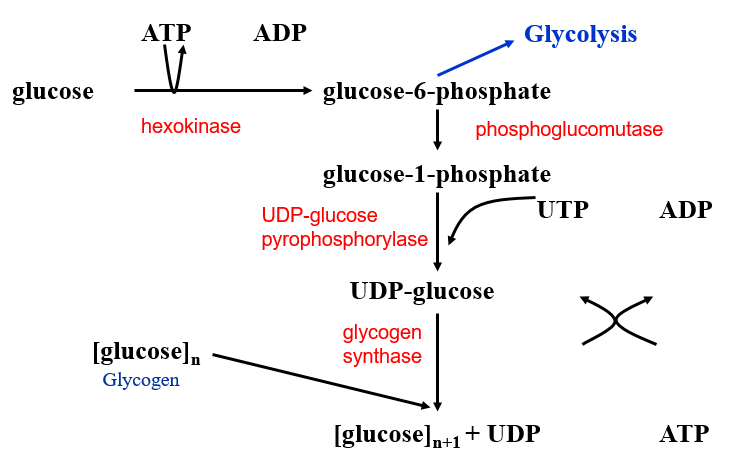 ATP ADP Glycolysis
glucose glucose-6-phosphate
hexokinase phosphoglucomutase
glucose-1-phosphate
UDP-glucose UTP ADP
pyrophosphorylase
UDP-glucose
glycogen
synthase
[glucose]n
Glycogen
[glucose]n+1 + UDP ATP